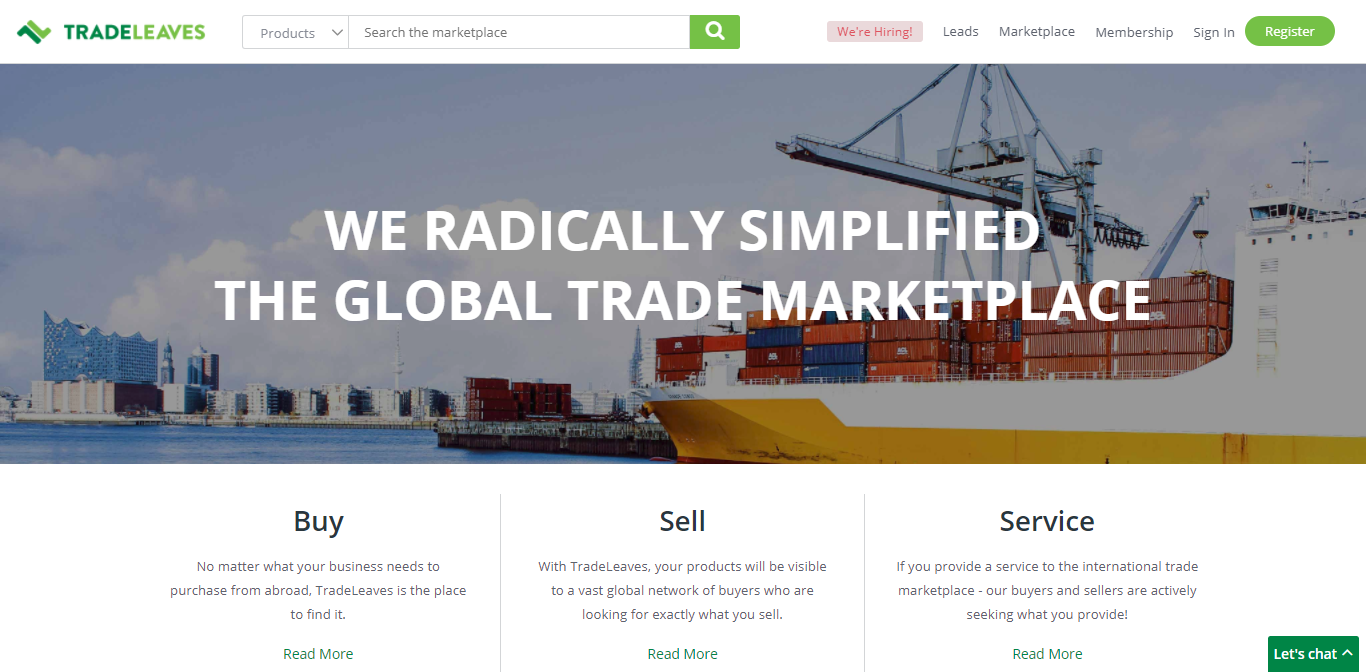 TRADELEAVES
Products
Search the marketplace
We're Hiring!
Leads
Marketplace
Membership
Sign In
Register
WE RADICALLY SIMPLIFIED
THE GLOBAL TRADE MARKETPLACE
Buy
No matter what your business needs to
purchase from abroad, TradeLeaves is the place
to find it.
Read More
Sell
With TradeLeaves, your products will be visible
to a vast global network of buyers who are
looking for exactly what you sell.
Read More
Service
If you provide a service to the international trade
marketplace - our buyers and sellers are actively
seeking what you provide!
Read More
Let's chat